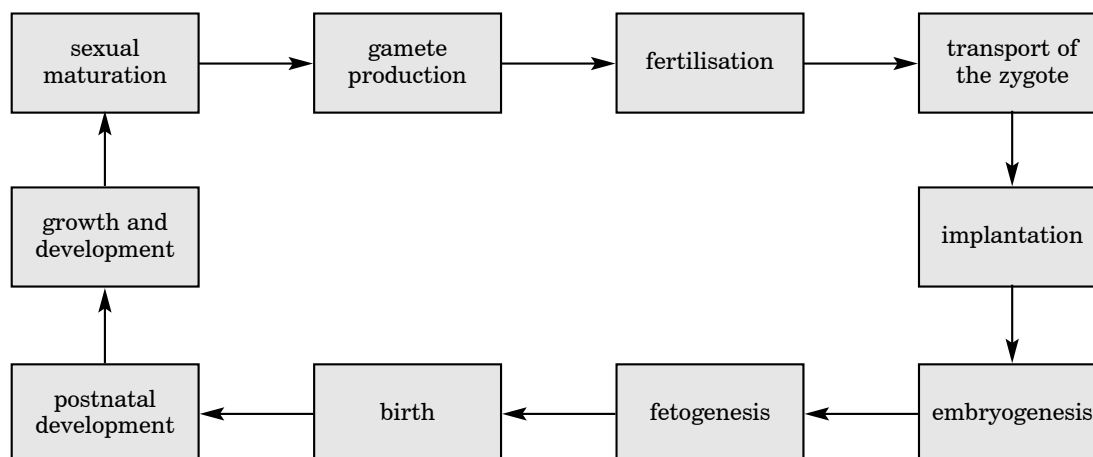 sexual
maturation
gamete
production
fertilisation
transport of
the zygote
implantation
embryogenesis
fetogenesis
birth
postnatal
development
growth and
development